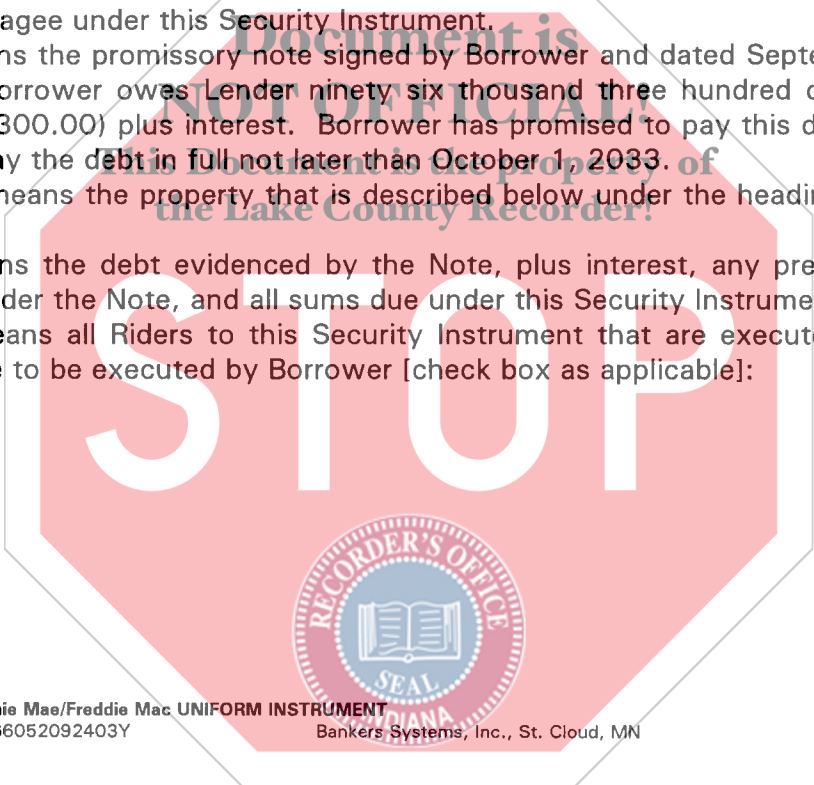 agee under this Security Instrument.
Document is
ns the promissory note signed by Borrower and dated Septe
orrower owes Lender ninety six thousand three hundred
NOT OFFICIAL!
300.00) plus interest. Borrower has promised to pay this d
y the debt in full not later than October 1, 2033.
This Document is the property of
neans the property that is described below under the headi
the Lake County Recorder!
ns the debt evidenced by the Note, plus interest, any pre
der the Note, and all sums due under this Security Instrume
eans all Riders to this Security Instrument that are execut
e to be executed by Borrower [check box as applicable]:
STOP
RECORDER'S OFFICE
SEAL
INDIANA
nie Mae/Freddie Mac UNIFORM INSTRUMENT
6052092403Y
Bankers Systems, Inc., St. Cloud, MN